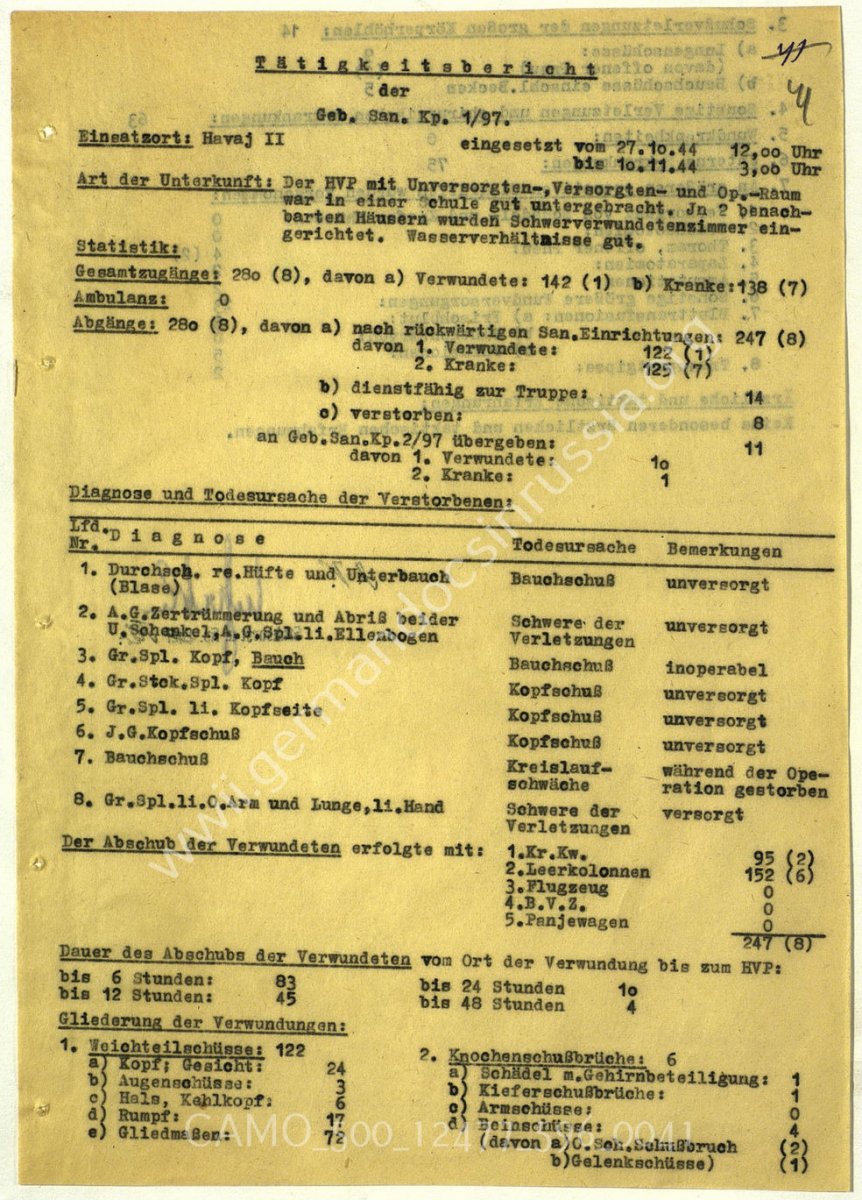 Tätigkeitsbericht
der
Geb. San. Kp. 1/97.
Einsatzort: Havaj II eingesetzt vom 27.10.44 12,00 Uhr
bis 10.11.44 3,00 Uhr
Art der Unterkunft: Der HVP mit Unversorgten-,Versorgten- und Op.-Raum
war in einer Schule gut untergebracht. Jn 2 benach-
barten Häusern wurden Schwerverwundetenzimmer ein-
gerichtet. Wasserverhältnisse gut.
Statistik:
Gesamtzugänge: 280 (8), davon a) Verwundete: 142 (1) b) Kranke:138 (7)
Ambulanz: 0
Abgänge: 280 (8), davon a) nach rückwärtigen San.Einrichtungen: 247 (8)
davon 1. Verwundete: 122 (1)
2. Kranke: 125 (7)
b) dienstfähig zur Truppe: 14
c) verstorben: 8
an Geb.San.Kp.2/97 übergeben: 11
davon 1. Verwundete: 10
2. Kranke: 1
Diagnose und Todesursache der Verstorbenen:
Lfd. Nr. Diagnose Todesursache Bemerkungen
1. Durchsch. re.Hüfte und Unterbauch (Blase) Bauchschuß unversorgt
2. A.G.Zertrümmerung und Abriß beider Schwere der unversorgt
U.Schenkel,A.G.Spl.li.Ellenbogen Verletzungen
3. Gr.Spl. Kopf, Bauch Bauchschuß inoperabel
4. Gr.Stck.Spl. Kopf Kopfschuß unversorgt
5. Gr.Spl. li. Kopfseite Kopfschuß unversorgt
6. J.G.Kopfschuß Kopfschuß unversorgt
7. Bauchschuß Kreislauf- während der Ope-
schwäche ration gestorben
8. Gr.Spl.li.O.Arm und Lunge,li.Hand Schwere der versorgt
Verletzungen
Der Abschub der Verwundeten erfolgte mit: 1.Kr.Kw. 95 (2)
2.Leerkolonnen 152 (6)
3.Flugzeug 0
4.B.V.Z. 0
5.Panjewagen 0
247 (8)
Dauer des Abschubs der Verwundeten vom Ort der Verwundung bis zum HVP:
bis 6 Stunden: 83 bis 24 Stunden 10
bis 12 Stunden: 45 bis 48 Stunden 4
Gliederung der Verwundungen:
1. Weichteilschüsse: 122
a) Kopf; Gesicht: 24
b) Augenschüsse: 3
c) Hals, Kehlkopf: 6
d) Rumpf: 17
e) Gliedmaßen: 72
2. Knochenschußbrüche: 6
a) Schädel m.Gehirnbeteiligung: 1
b) Kieferschußbrüche: 1
c) Armschüsse: 0
d) Beinschüsse: 4
(davon a)O.Sch.Schußbruch (2)
b)Gelenkschüsse) (1)
www.germandocsinrussia.org